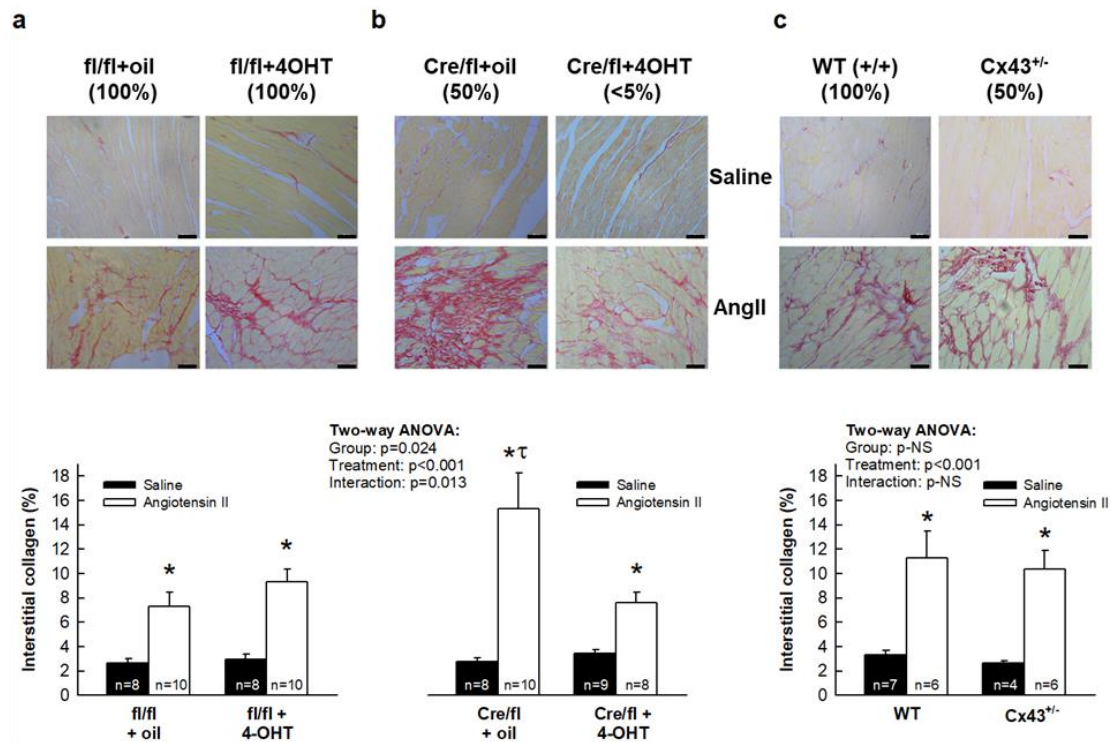 a
b
c
fl/fl+oil
(100%)
fl/fl+4OHT
(100%)
Cre/fl+oil
(50%)
Cre/fl+4OHT
(<5%)
WT (+/+)
(100%)
Cx43+/-
(50%)
Saline
AngII
Interstitial collagen (%)
18
16
14
12
10
8
6
4
2
0
Saline
Angiotensin II
*
*
n=8
n=10
n=8
n=10
fl/fl
+ oil
fl/fl +
4-OHT
Two-way ANOVA:
Group: p=0.024
Treatment: p<0.001
Interaction: p=0.013
*τ
Saline
Angiotensin II
*
n=8
n=10
n=9
n=8
Cre/fl
+ oil
Cre/fl +
4-OHT
Two-way ANOVA:
Group: p-NS
Treatment: p<0.001
Interaction: p-NS
Interstitial collagen (%)
18
16
14
12
10
8
6
4
2
0
Saline
Angiotensin II
*
*
n=7
n=6
n=4
n=6
WT
Cx43+/-